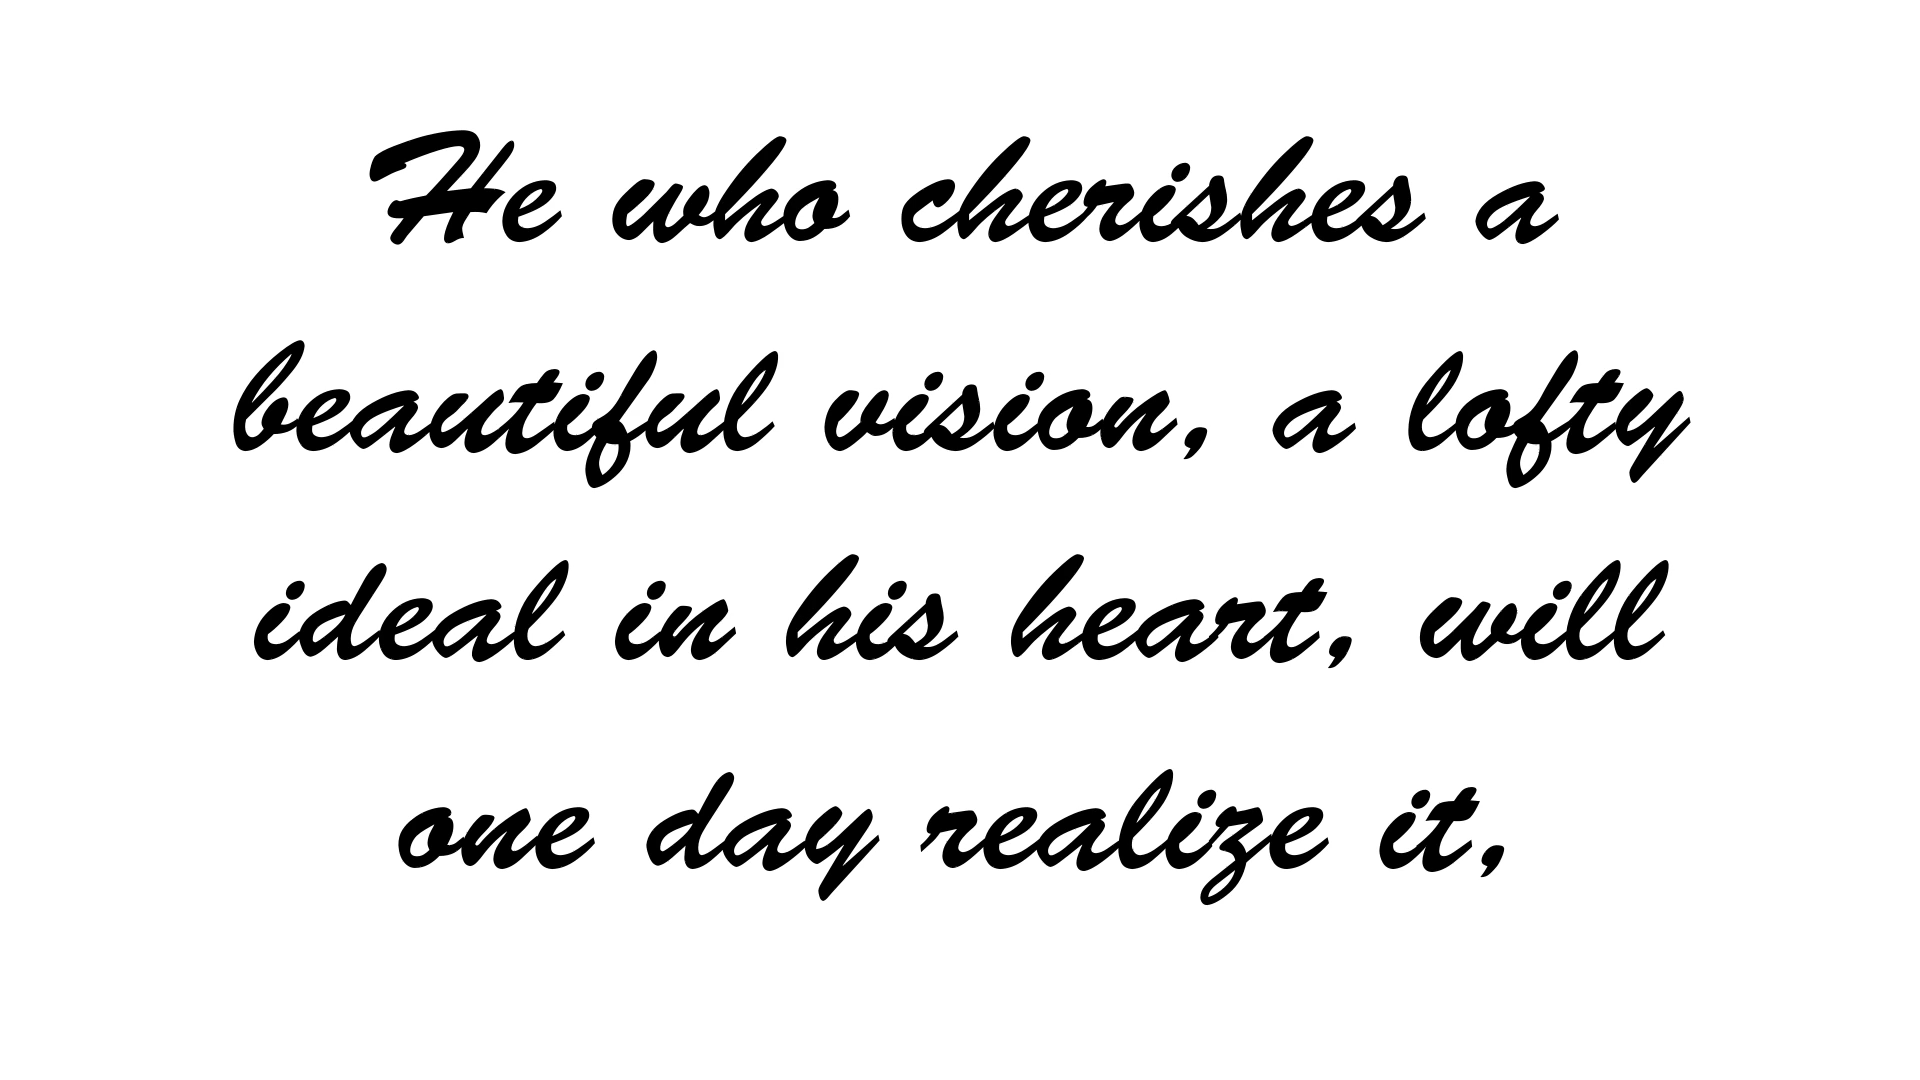 He who cherishes a
beautiful vision, a lofty
ideal in his heart, will
one day realize it,